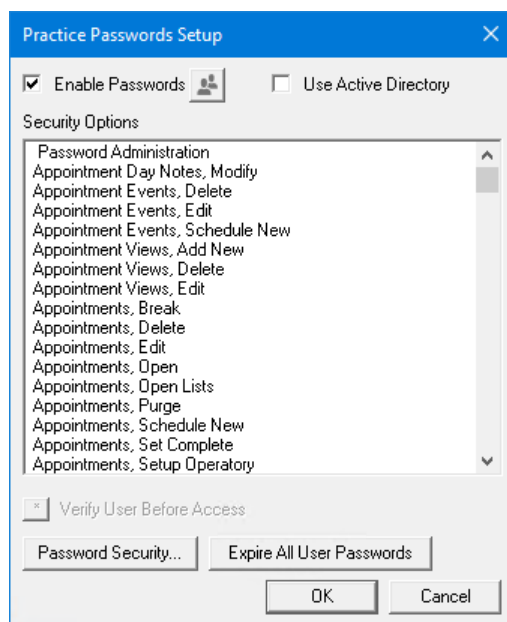 Practice Passwords Setup
Enable Passwords Use Active Directory
Security Options
Password Administration
Appointment Day Notes, Modify
Appointment Events, Delete
Appointment Events, Edit
Appointment Events, Schedule New
Appointment Views, Add New
Appointment Views, Delete
Appointment Views, Edit
Appointments, Break
Appointments, Delete
Appointments, Edit
Appointments, Open
Appointments, Open Lists
Appointments, Purge
Appointments, Schedule New
Appointments, Set Complete
Appointments, Setup Operatory
* Verify User Before Access
Password Security... Expire All User Passwords
OK Cancel